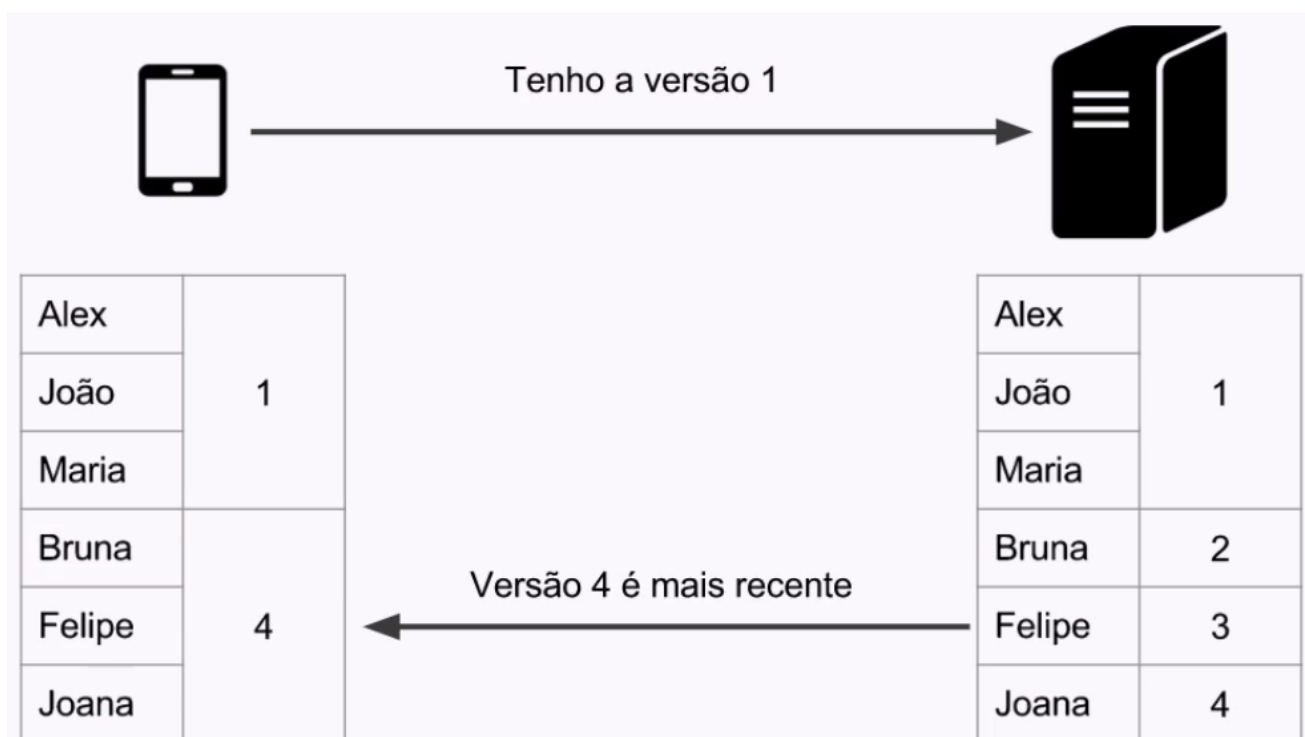 Tenho a versão 1
Alex
João 1
Maria
Bruna
Felipe 4
Joana
Versão 4 é mais recente
Alex
João 1
Maria
Bruna 2
Felipe 3
Joana 4